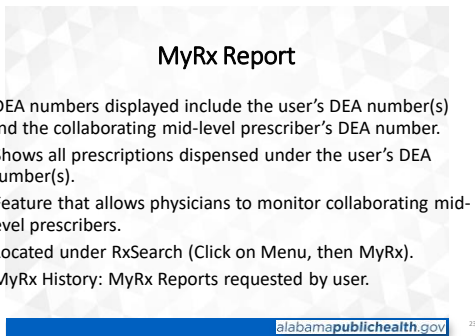 MyRx Report
DEA numbers displayed include the user's DEA number(s)
and the collaborating mid-level prescriber's DEA number.
Shows all prescriptions dispensed under the user's DEA
number(s).
Feature that allows physicians to monitor collaborating mid-
level prescribers.
Located under RxSearch (Click on Menu, then MyRx).
MyRx History: MyRx Reports requested by user.
alabamapublichealth.gov